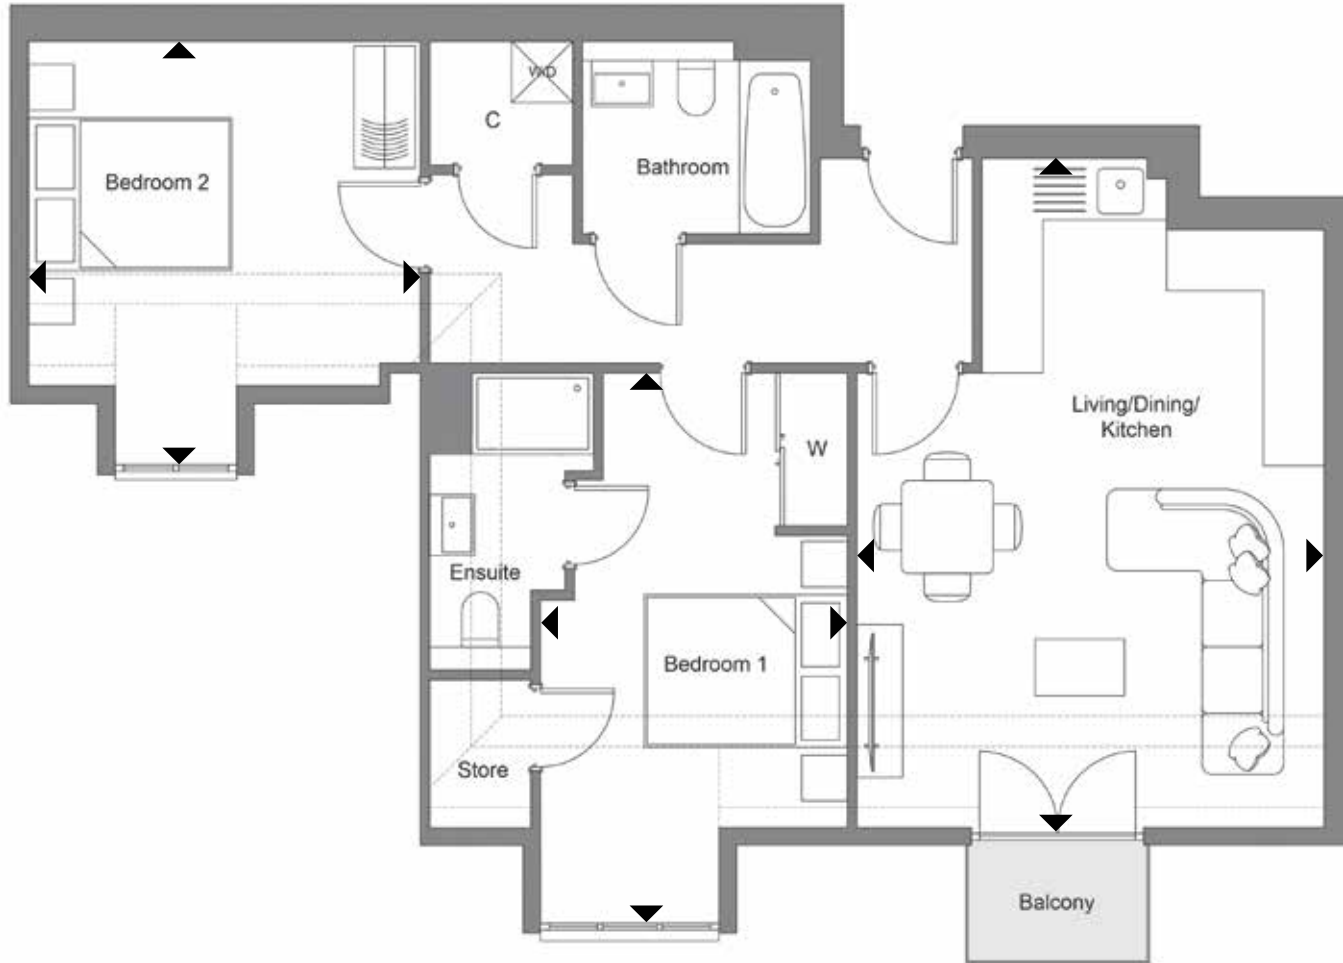 C
W/D
Bathroom
Bedroom 2
Living/Dining/
Kitchen
W
Ensuite
Bedroom 1
Store
Balcony